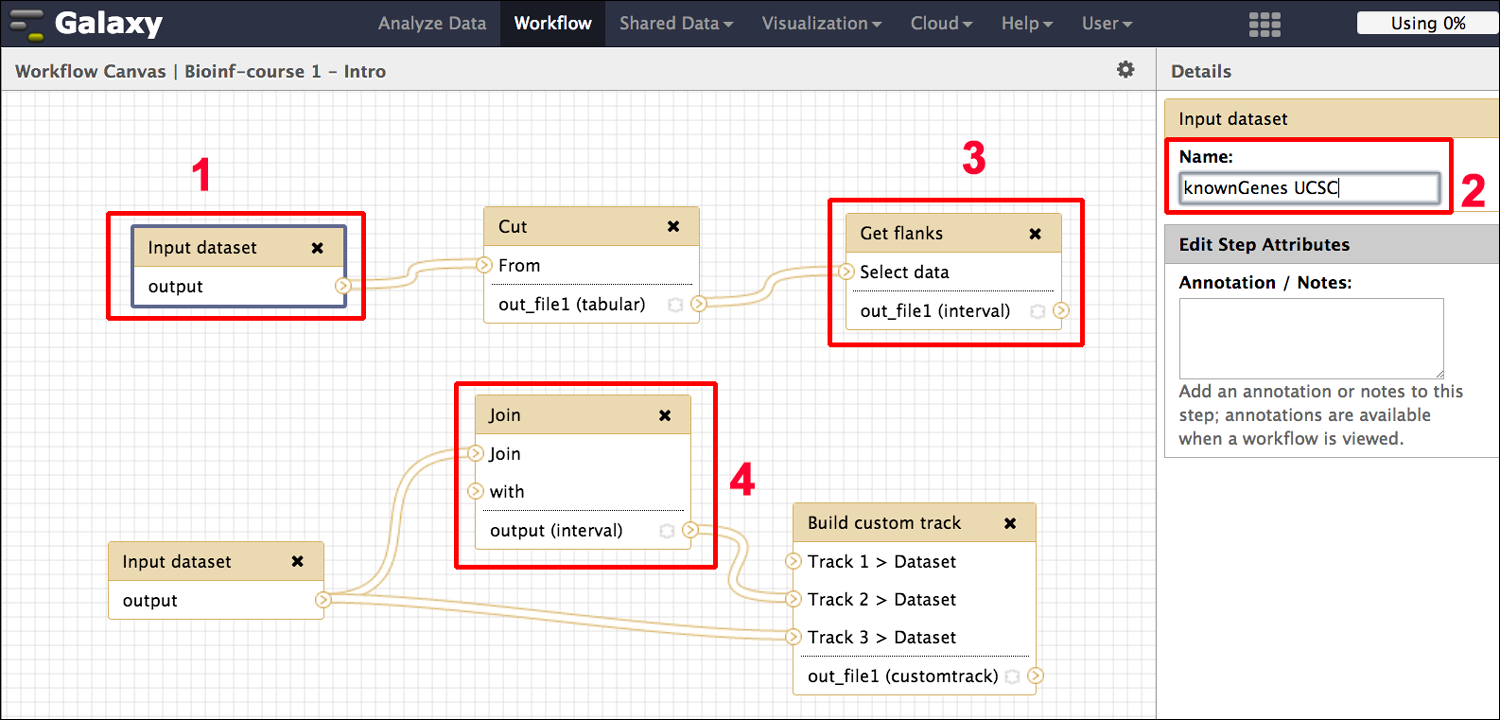 Galaxy Analyze Data Workflow Shared Data Visualization Cloud Help User Using 0%
Workflow Canvas | Bioinf-course 1 - Intro
Details
Input dataset
Name:
knownGenes UCSC
2
Edit Step Attributes
Annotation / Notes:
Add an annotation or notes to this
step; annotations are available
when a workflow is viewed.
1
Input dataset
output
Cut
From
out_file1 (tabular)
3
Get flanks
Select data
out_file1 (interval)
Join
Join
with
output (interval)
4
Input dataset
output
Build custom track
Track 1 > Dataset
Track 2 > Dataset
Track 3 > Dataset
out_file1 (customtrack)